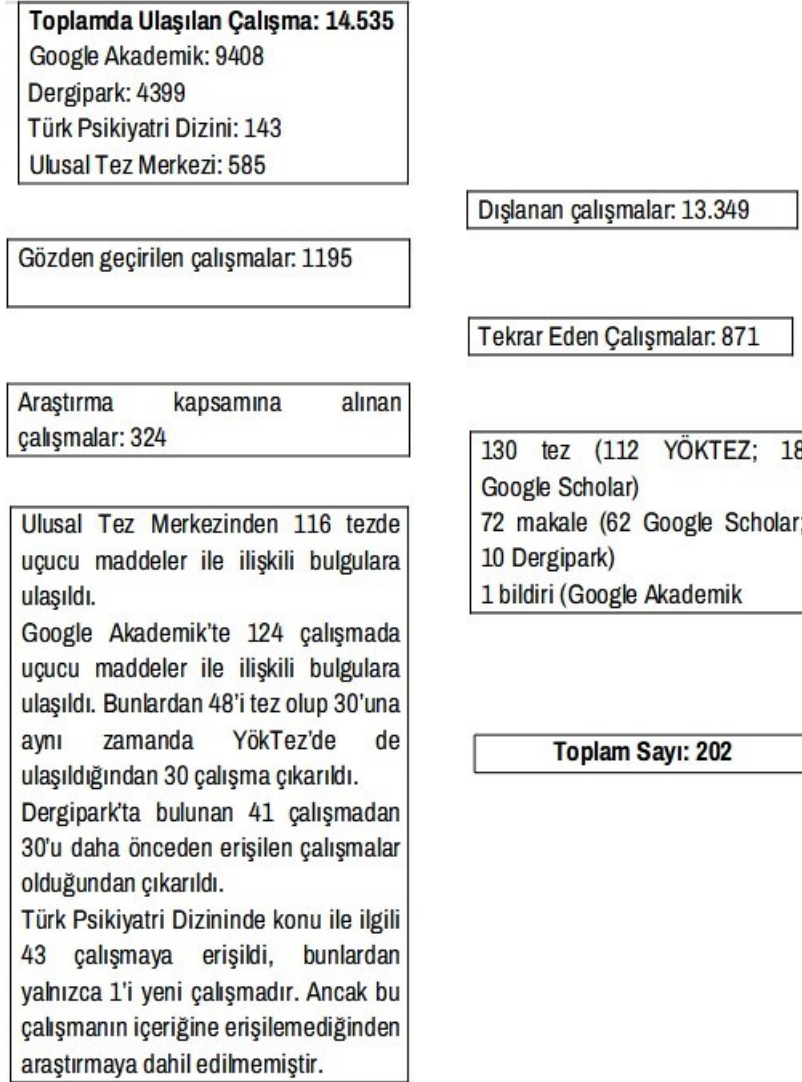 Toplamda Ulaşılan Çalışma: 14.535
Google Akademik: 9408
Dergipark: 4399
Türk Psikiyatri Dizini: 143
Ulusal Tez Merkezi: 585
Dışlanan çalışmalar: 13.349
Gözden geçirilen çalışmalar: 1195
Tekrar Eden Çalışmalar: 871
Araştırma kapsamına alınan
çalışmalar: 324
130 tez (112 YÖKTEZ; 18
Google Scholar)
72 makale (62 Google Scholar;
10 Dergipark)
1 bildiri (Google Akademik
Ulusal Tez Merkezinden 116 tezde
uçucu maddeler ile ilişkili bulgulara
ulaşıldı.
Google Akademik'te 124 çalışmada
uçucu maddeler ile ilişkili bulgulara
ulaşıldı. Bunlardan 48'i tez olup 30'una
aynı zamanda YökTez'de de
ulaşıldığından 30 çalışma çıkarıldı.
Dergipark'ta bulunan 41 çalışmadan
30'u daha önceden erişilen çalışmalar
olduğundan çıkarıldı.
Türk Psikiyatri Dizininde konu ile ilgili
43 çalışmaya erişildi, bunlardan
yalnızca 1'i yeni çalışmadır. Ancak bu
çalışmanın içeriğine erişilemediğinden
araştırmaya dahil edilmemiştir.
Toplam Sayı: 202